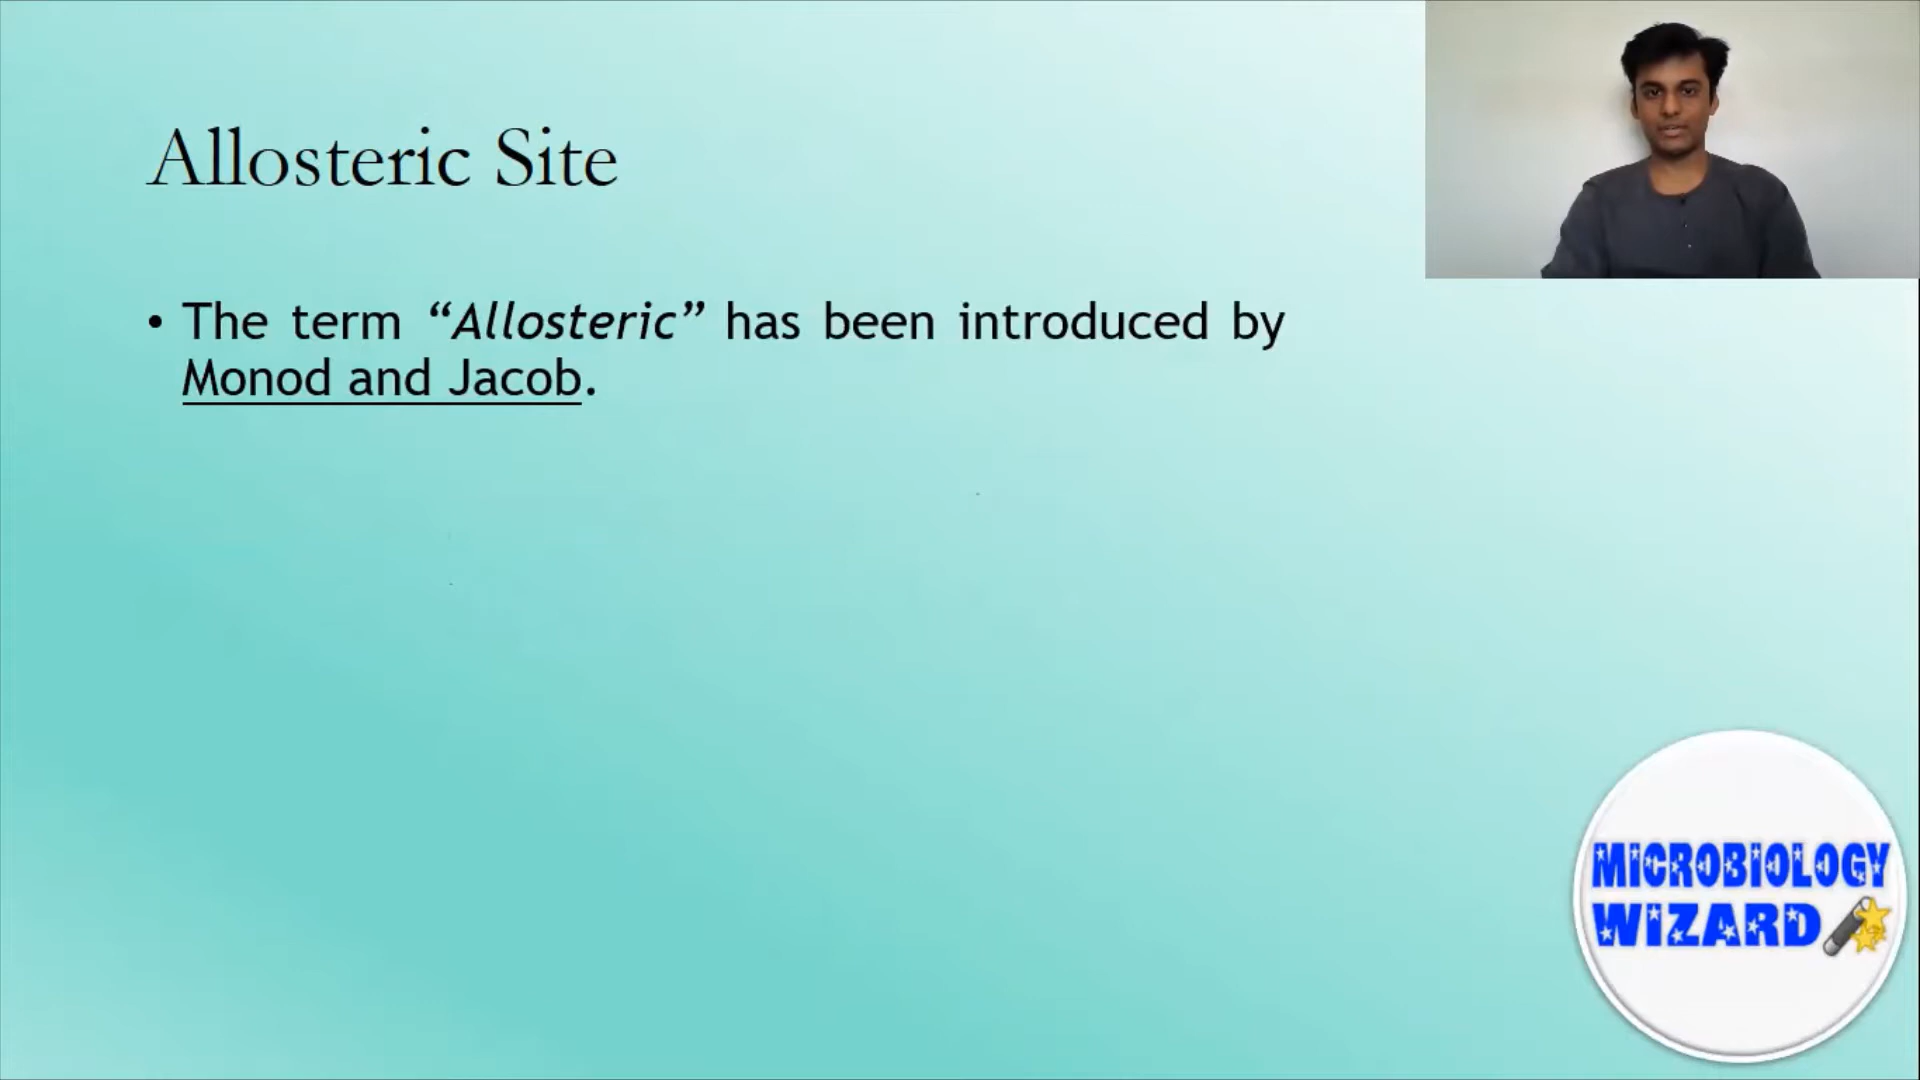 Allosteric Site
• The term “Allosteric” has been introduced by
Monod and Jacob.
MICROBIOLOGY
WIZARD